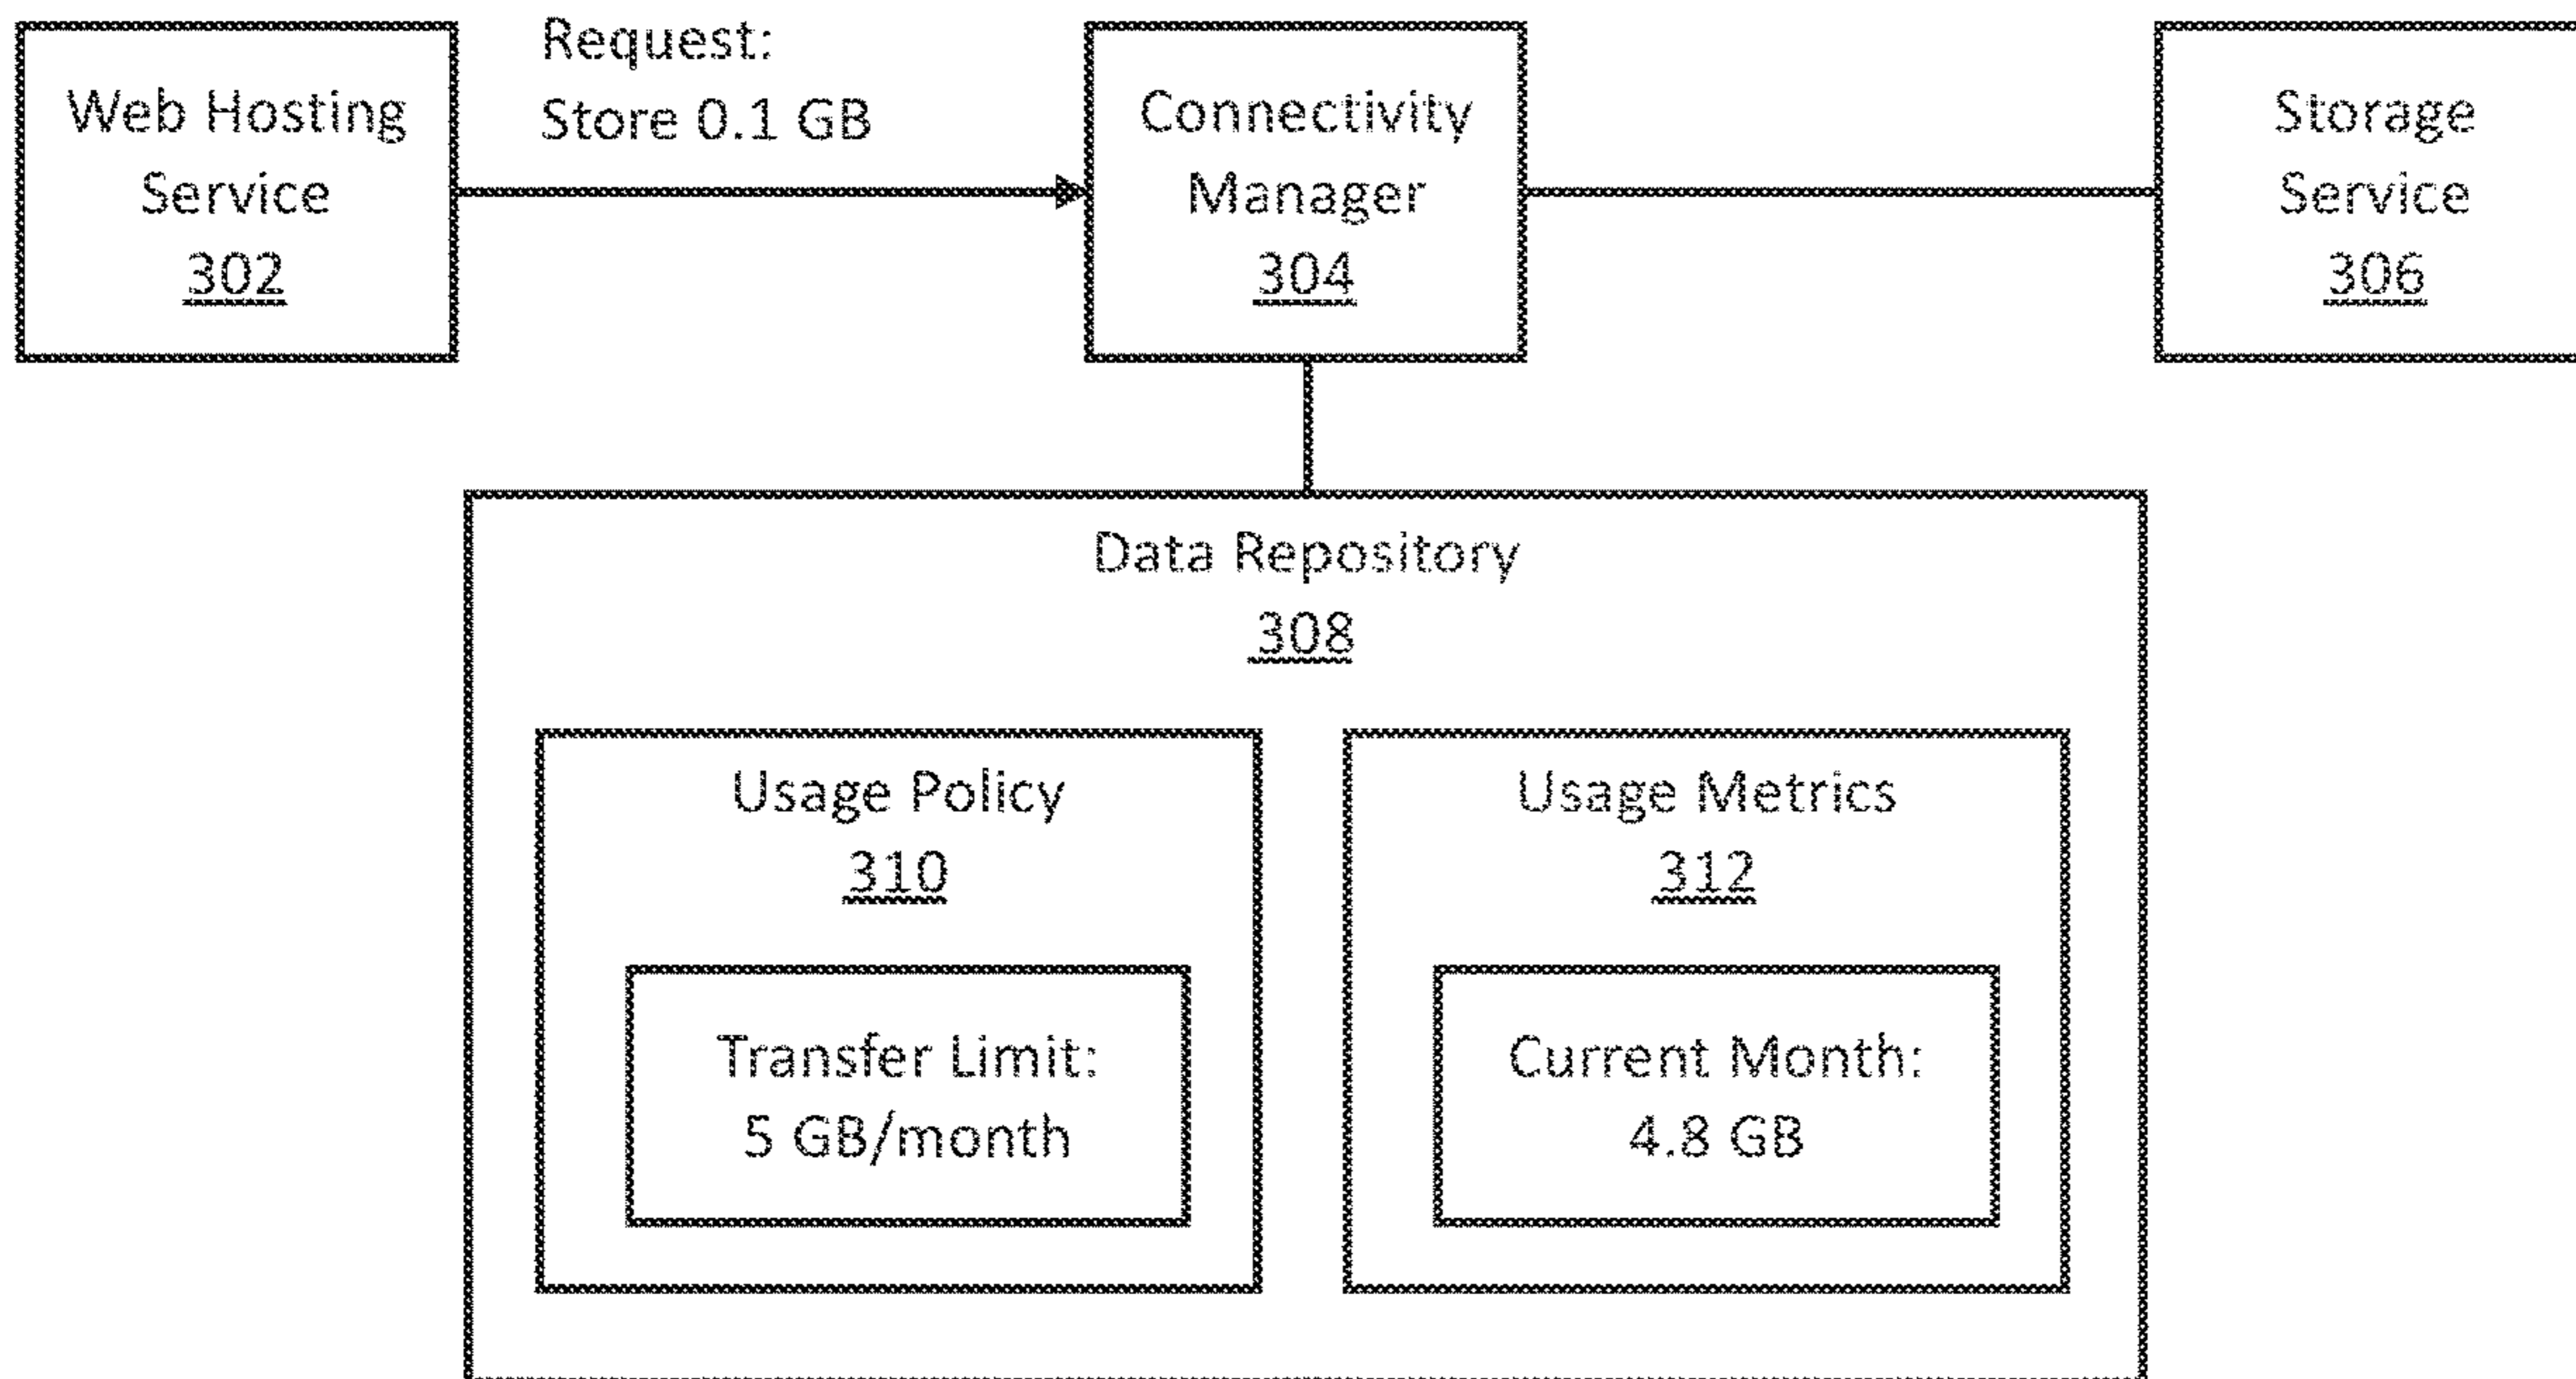 Web Hosting
Service
302
Request:
Store 0.1 GB
Connectivity
Manager
304
Storage
Service
306
Data Repository
308
Usage Policy
310
Transfer Limit:
5 GB/month
Usage Metrics
312
Current Month:
4.8 GB